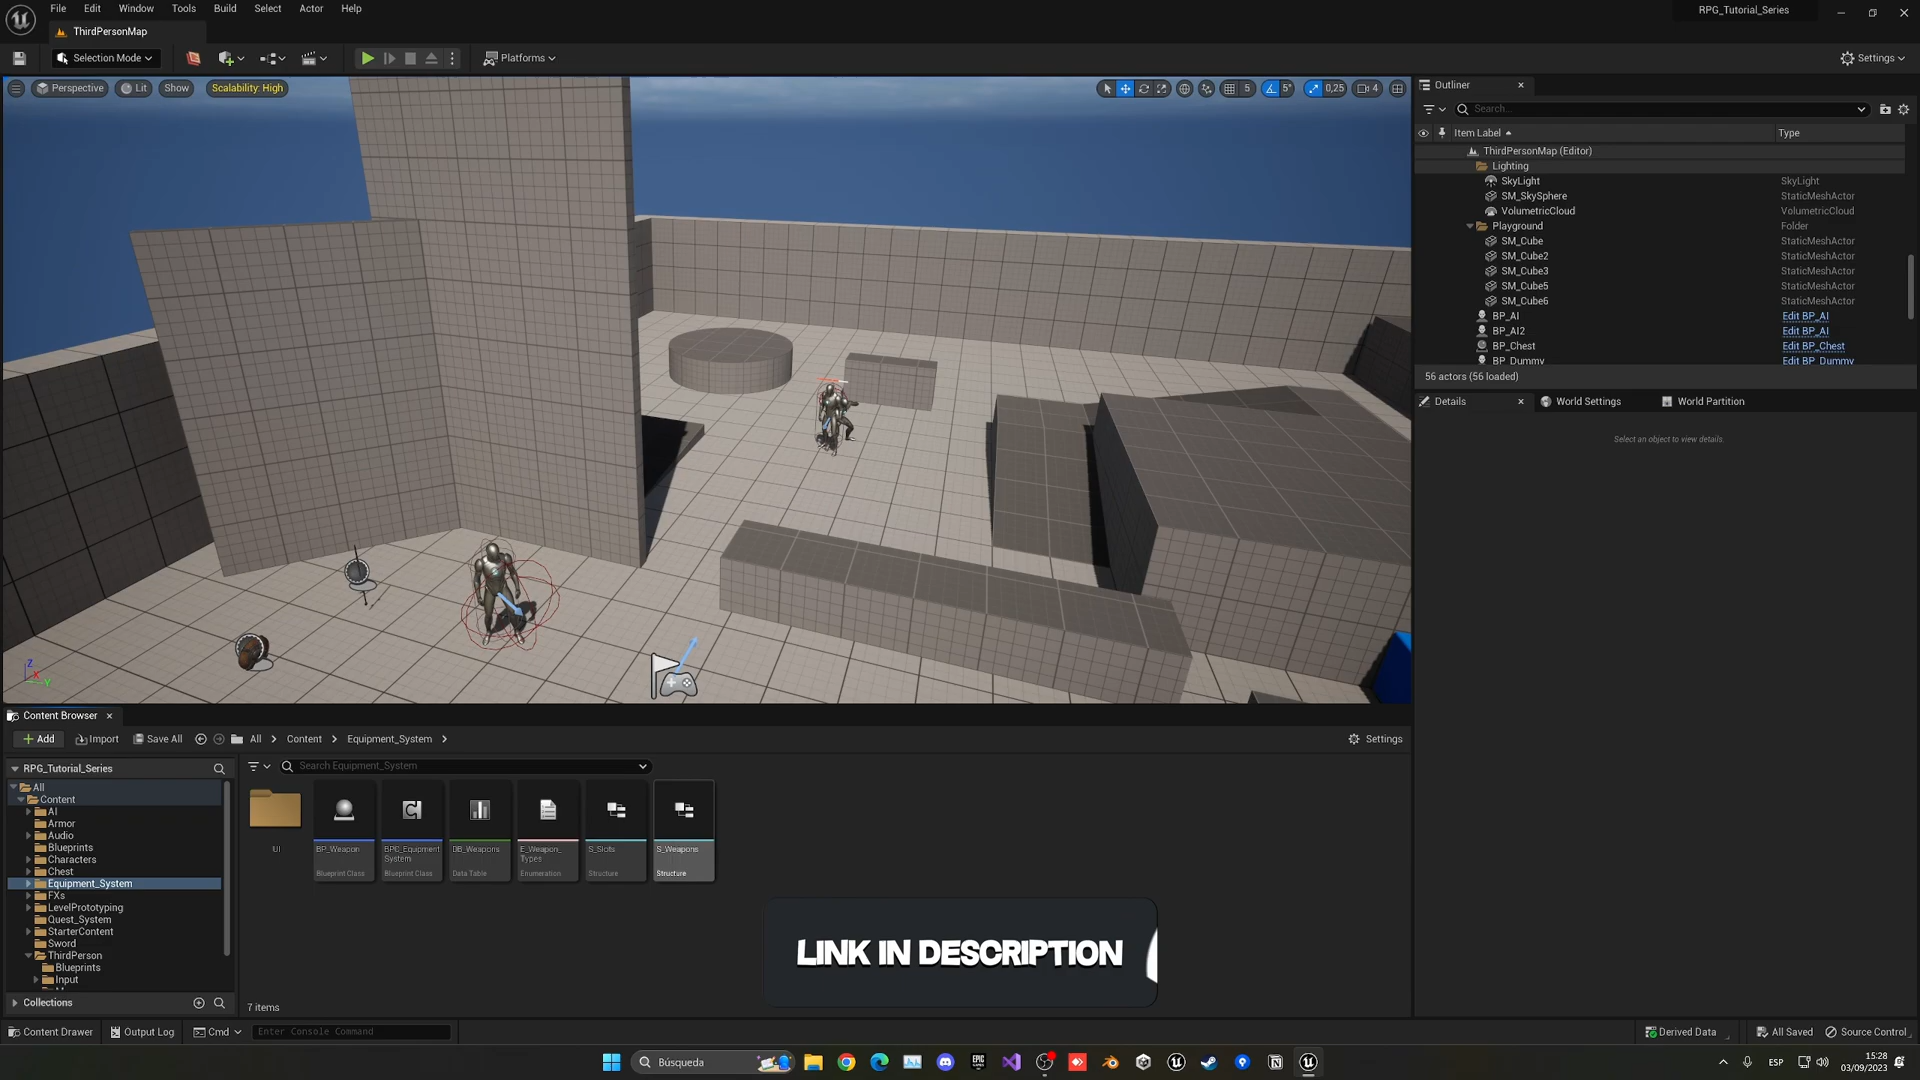 File Edit Window Tools Build Select Actor Help
RPG_Tutorial_Series
ThirdPersonMap
Selection Mode
Platforms
Settings
Perspective
Lit
Show
Scalability: High
5
5°
0,25
4
Outliner
Search...
Item Label
Type
ThirdPersonMap (Editor)
Lighting
SkyLight SkyLight
SM_SkySphere StaticMeshActor
VolumetricCloud VolumetricCloud
Playground Folder
SM_Cube StaticMeshActor
SM_Cube2 StaticMeshActor
SM_Cube3 StaticMeshActor
SM_Cube5 StaticMeshActor
SM_Cube6 StaticMeshActor
BP_AI Edit BP_AI
BP_AI2 Edit BP_AI
BP_Chest Edit BP_Chest
BP_Dummy Edit BP_Dummy
56 actors (56 loaded)
Details
World Settings
World Partition
Select an object to view details.
Z
X
Y
Content Browser
Add
Import
Save All
All
Content
Equipment_System
Settings
RPG_Tutorial_Series
Search Equipment_System
All
Content
AI
Armor
Audio
Blueprints
Characters
Chest
Equipment_System
FXs
LevelPrototyping
Quest_System
StarterContent
Sword
ThirdPerson
Blueprints
Input
UI
BP_Weapon
Blueprint Class
BPC_Equipment
System
Blueprint Class
DB_Weapons
Data Table
E_Weapon_
Types
Enumeration
S_Slots
Structure
S_Weapons
Structure
LINK IN DESCRIPTION
7 items
Collections
Content Drawer
Output Log
Cmd
Enter Console Command
Derived Data
All Saved
Source Control
Búsqueda
EPIC
GAMES
ESP
15:28
03/09/2023